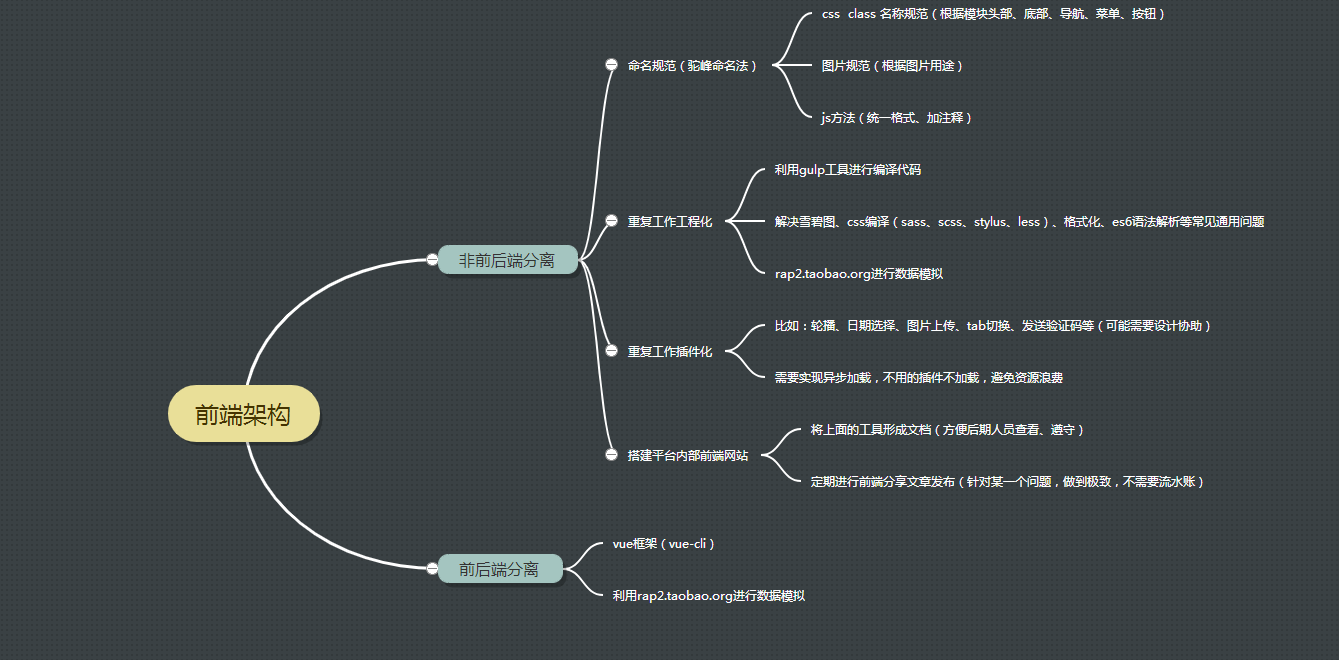 前端架构
非前后端分离
命名规范（驼峰命名法）
css class 名称规范（根据模块头部、底部、导航、菜单、按钮）
图片规范（根据图片用途）
js方法（统一格式、加注释）
重复工作工程化
利用gulp工具进行编译代码
解决雪碧图、css编译（sass、scss、stylus、less）、格式化、es6语法解析等常见通用问题
rap2.taobao.org进行数据模拟
重复工作插件化
比如：轮播、日期选择、图片上传、tab切换、发送验证码等（可能需要设计协助）
需要实现异步加载，不用的插件不加载，避免资源浪费
搭建平台内部前端网站
将上面的工具形成文档（方便后期人员查看、遵守）
定期进行前端分享文章发布（针对某一个问题，做到极致，不需要流水账）
前后端分离
vue框架（vue-cli）
利用rap2.taobao.org进行数据模拟